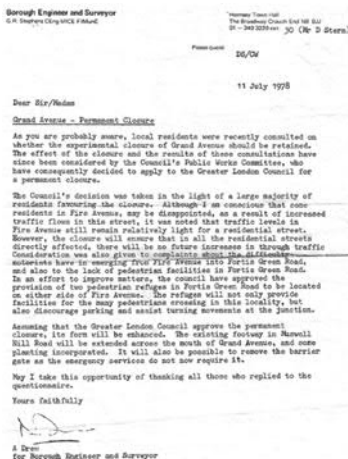 Borough Engineer and Surveyor
G.R. Stephens CEng MICE FIMunE
Hornsey Town Hall
The Broadway Crouch End N8 9JJ
01 – 340 3220 ext 30 (Mr D Stern)
Please quote
DS/CW
11 July 1978
Dear Sir/Madam
Grand Avenue - Permanent Closure
As you are probably aware, local residents were recently consulted on
whether the experimental closure of Grand Avenue should be retained.
The effect of the closure and the results of these consultations have
since been considered by the Council's Public Works Committee, who
have consequently decided to apply to the Greater London Council for
a permanent closure.
The Council's decision was taken in the light of a large majority of
residents favouring the closure. Although I am conscious that some
residents in Firs Avenue, may be disappointed, as a result of increased
traffic flows in this street, it was noted that traffic levels in
Firs Avenue still remain relatively light for a residential street.
However, the closure will ensure that in all the residential streets
directly affected, there will be no future increases in through traffic
Consideration was also given to complaints about the difficulty
motorists have in emerging from Firs Avenue into Fortis Green Road,
and also to the lack of pedestrian facilities in Fortis Green Road.
In an effort to improve matters, the council have approved the
provision of two pedestrian refuges in Fortis Green Road to be located
on either side of Firs Avenue. The refuges will not only provide
facilities for the many pedestrians crossing in this locality, but
also discourage parking and assist turning movements at the junction.
Assuming that the Greater London Council approve the permanent
closure, its form will be enhanced. The existing footway in Muswell
Hill Road will be extended across the mouth of Grand Avenue, and some
planting incorporated. It will also be possible to remove the barrier
gate as the emergency services do not now require it.
May I take this opportunity of thanking all those who replied to the
questionnaire.
Yours faithfully
A Drew
for Borough Engineer and Surveyor